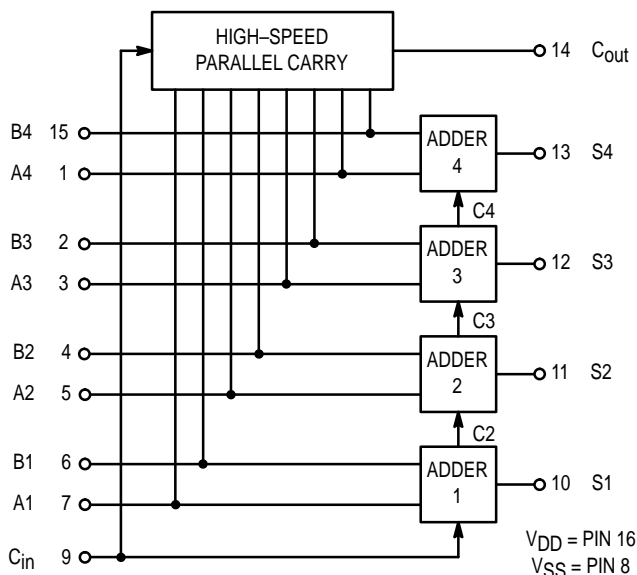 HIGH–SPEED
PARALLEL CARRY
14 Cout
B4 15
ADDER
4
13 S4
A4 1
C4
B3 2
ADDER
3
12 S3
A3 3
C3
B2 4
ADDER
2
11 S2
A2 5
C2
B1 6
ADDER
1
10 S1
A1 7
Cin 9
VDD = PIN 16
VSS = PIN 8